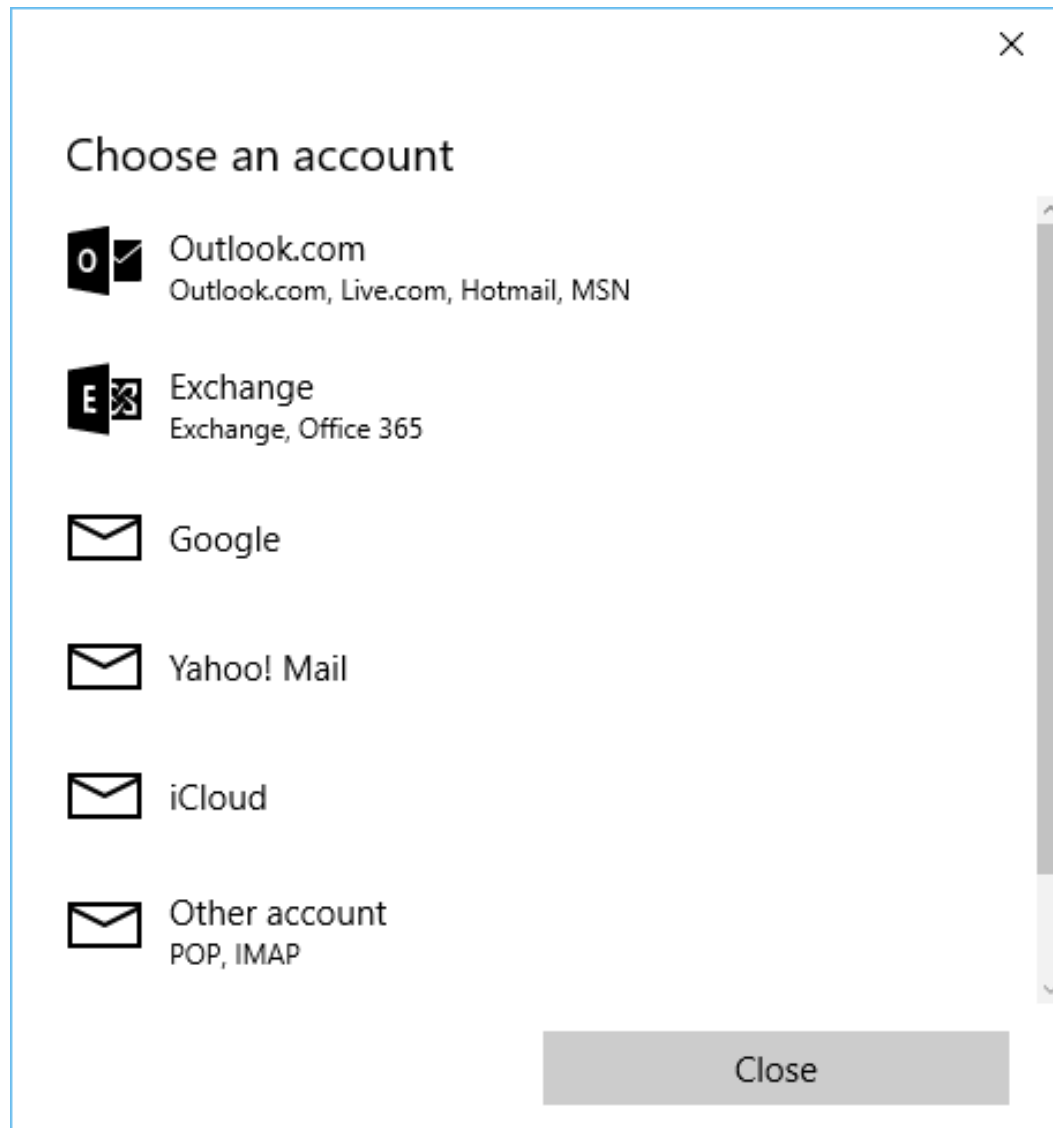 Choose an account
O
Outlook.com
Outlook.com, Live.com, Hotmail, MSN
E
Exchange
Exchange, Office 365
Google
Yahoo! Mail
iCloud
Other account
POP, IMAP
Close